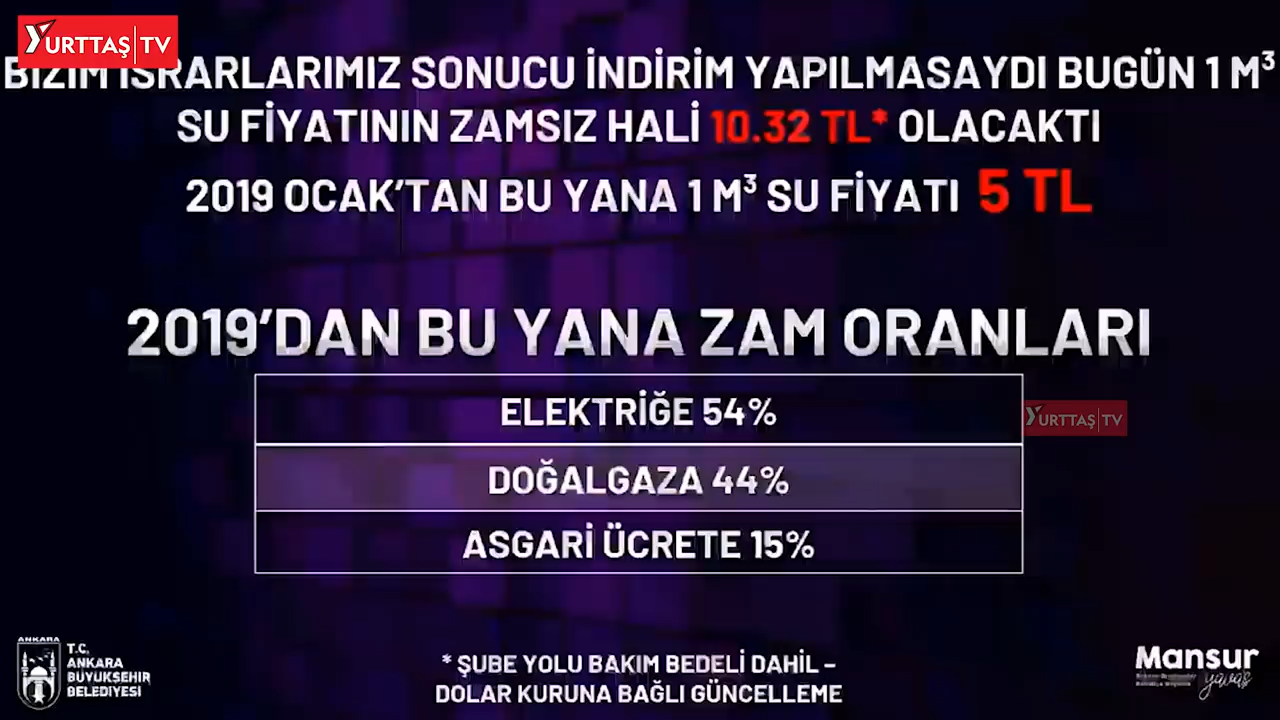 YURTTAŞ|TV
BİZİM ISRARLARIMIZ SONUCU İNDİRİM YAPILMASAYDI BUGÜN 1 M³
SU FİYATININ ZAMSIZ HALİ 10.32 TL* OLACAKTI
2019 OCAK'TAN BU YANA 1 M³ SU FİYATI 5 TL
2019'DAN BU YANA ZAM ORANLARI
ELEKTRİĞE 54%
YURTTAŞ|TV
DOĞALGAZA 44%
ASGARİ ÜCRETE 15%
ANKARA
T.C.
ANKARA
BÜYÜKŞEHİR
BELEDİYESİ
* ŞUBE YOLU BAKIM BEDELİ DAHİL –
DOLAR KURUNA BAĞLI GÜNCELLEME
Mansur
yavaş